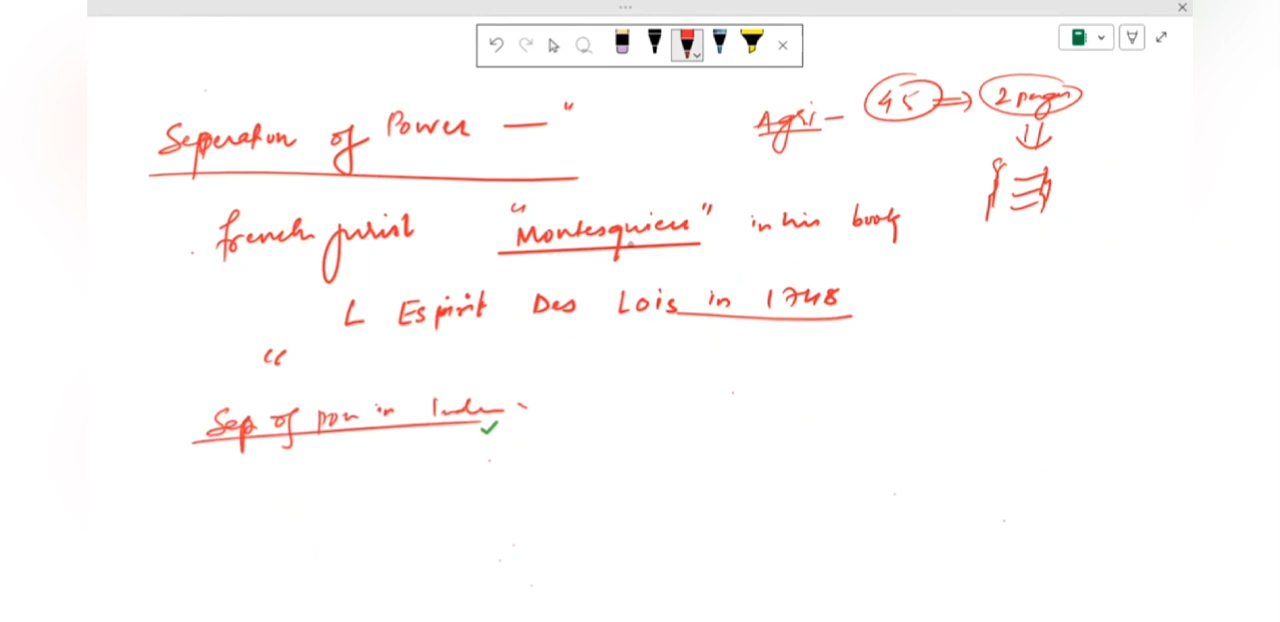 Seperation of Power — "
Agri - 45 => 2 pages
french jurist "Montesquieu" in his book
L Espirit Des Lois in 1748
"
Sep of pow in India